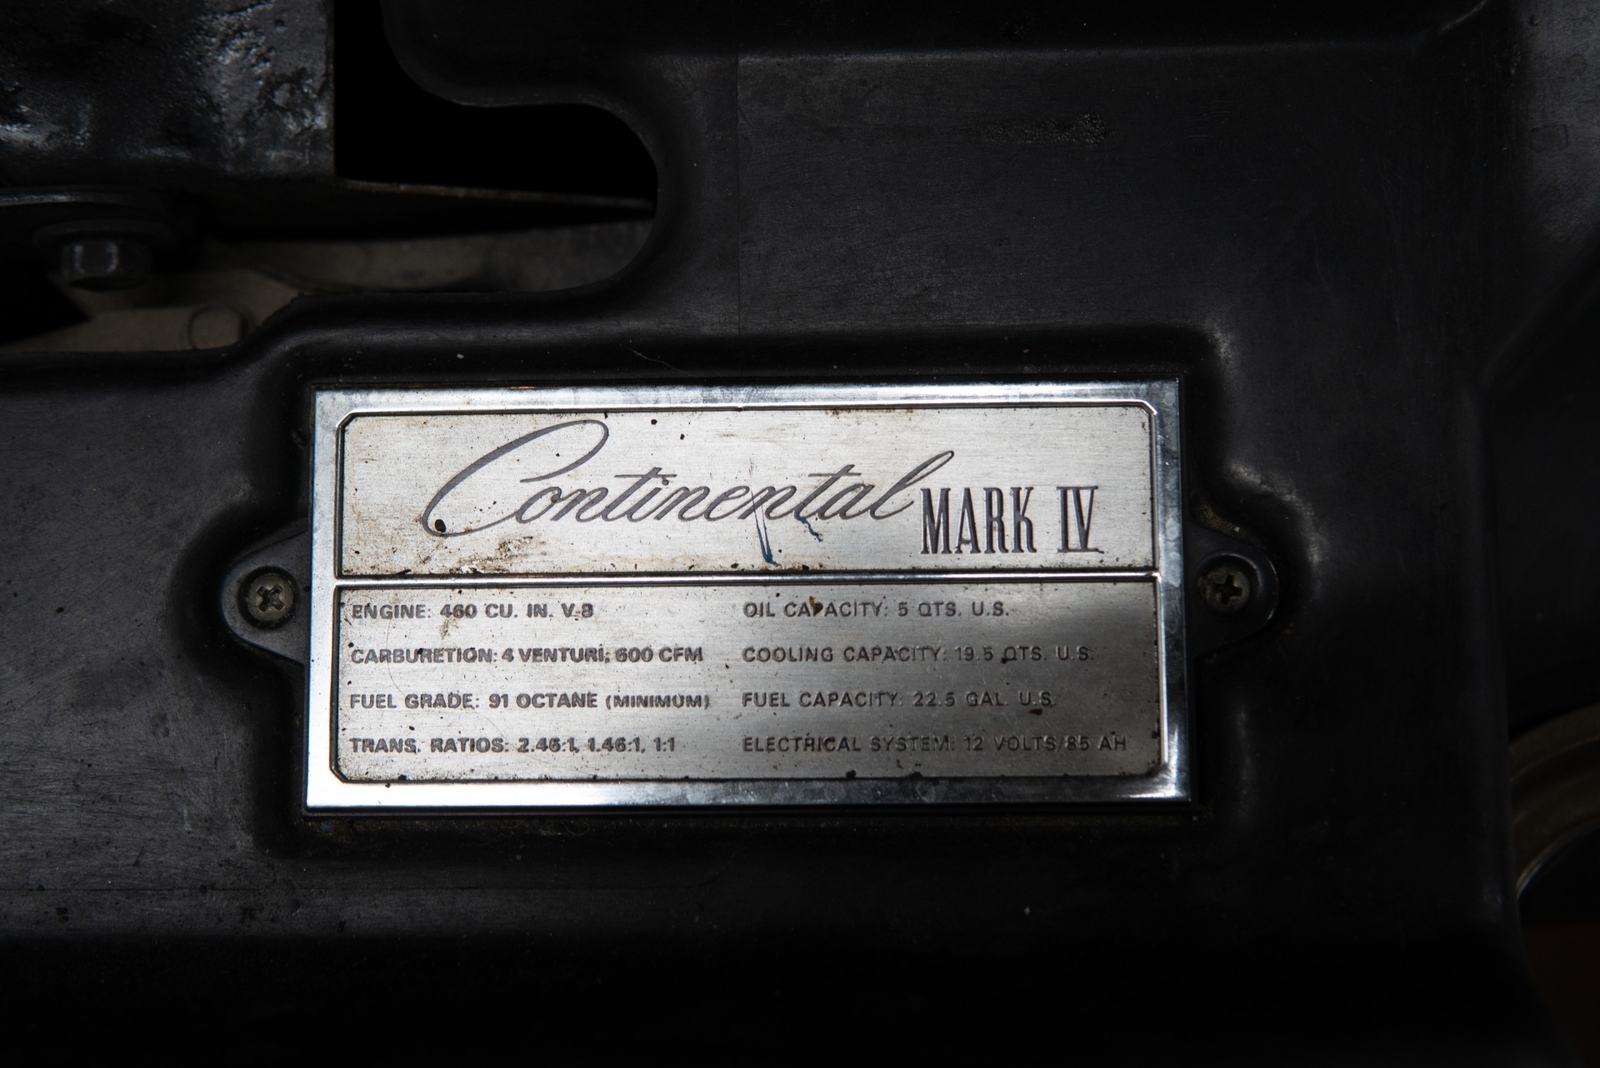 Continental MARK IV
ENGINE: 460 CU. IN. V-8
CARBURETION: 4 VENTURI; 600 CFM
FUEL GRADE: 91 OCTANE (MINIMUM)
TRANS. RATIOS: 2.46:1, 1.46:1, 1:1
OIL CAPACITY: 5 QTS. U.S.
COOLING CAPACITY: 19.5 QTS. U.S.
FUEL CAPACITY: 22.5 GAL. U.S.
ELECTRICAL SYSTEM: 12 VOLTS/85 AH